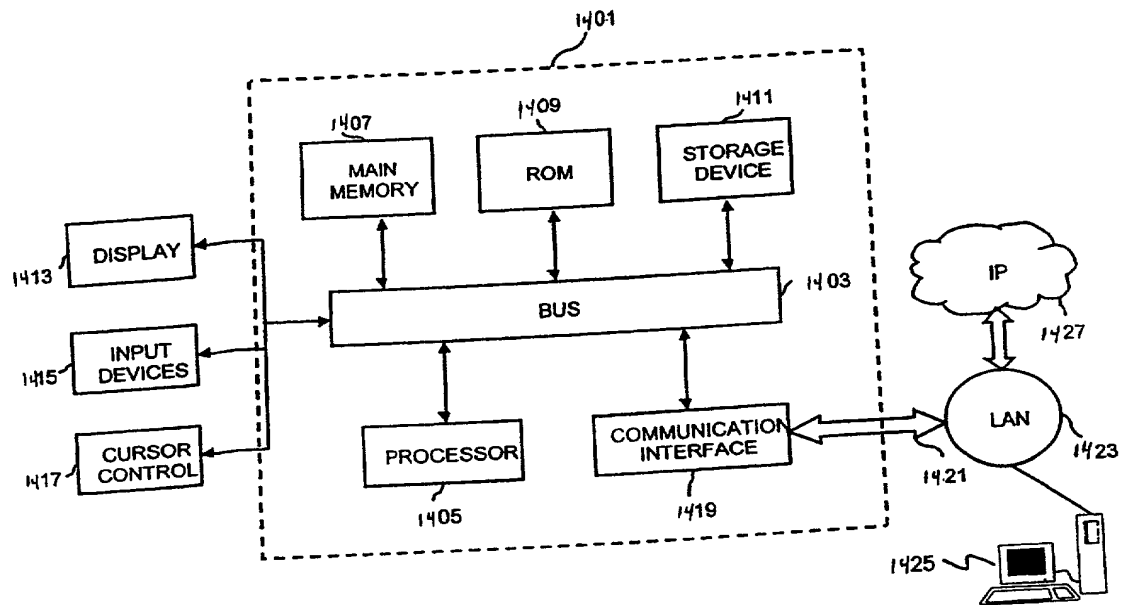 1401
1407
MAIN
MEMORY
1409
ROM
1411
STORAGE
DEVICE
DISPLAY
1413
BUS
1403
IP
1427
INPUT
DEVICES
1415
CURSOR
CONTROL
1417
PROCESSOR
1405
COMMUNICATION
INTERFACE
1419
1421
LAN
1423
1425